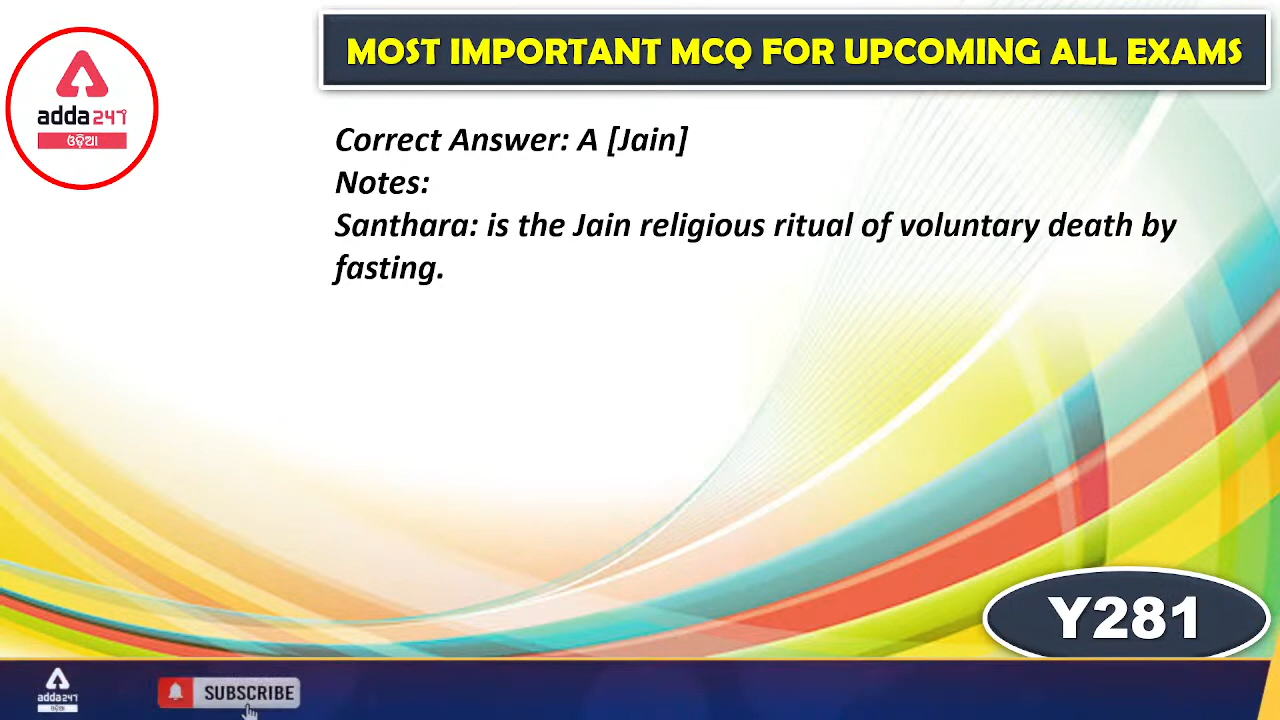 MOST IMPORTANT MCQ FOR UPCOMING ALL EXAMS
adda247
ଓଡ଼ିଆ
Correct Answer: A [Jain]
Notes:
Santhara: is the Jain religious ritual of voluntary death by
fasting.
Y281
adda247
ଓଡ଼ିଆ
SUBSCRIBE